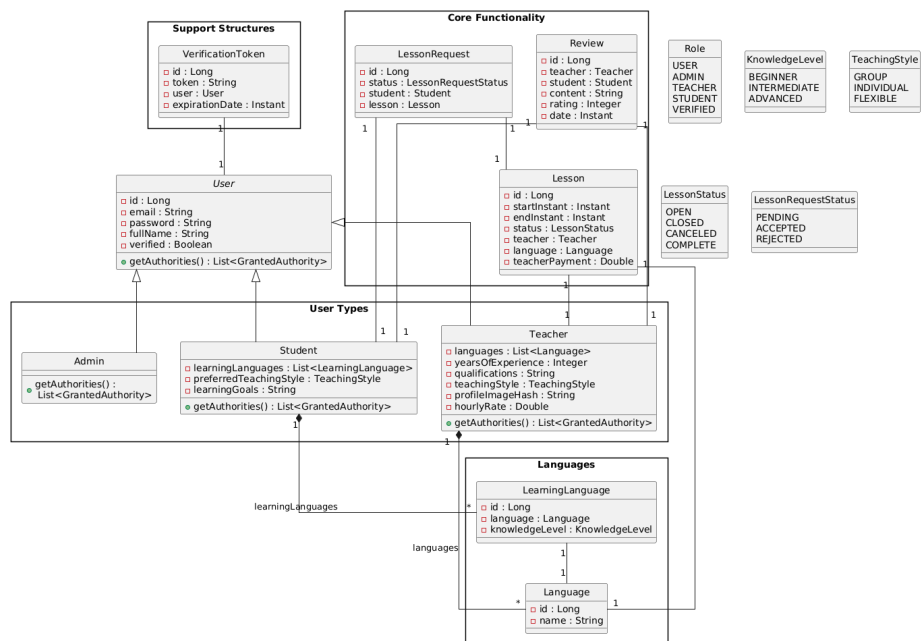 Support Structures
VerificationToken
id : Long
token : String
user : User
expirationDate : Instant
1
1
User
id : Long
email : String
password : String
fullName : String
verified : Boolean
getAuthorities() : List<GrantedAuthority>
Core Functionality
LessonRequest
id : Long
status : LessonRequestStatus
student : Student
lesson : Lesson
1
1
1
Review
id : Long
teacher : Teacher
student : Student
content : String
rating : Integer
date : Instant
1
1
Lesson
id : Long
startInstant : Instant
endInstant : Instant
status : LessonStatus
teacher : Teacher
language : Language
teacherPayment : Double
1
1
Role
USER
ADMIN
TEACHER
STUDENT
VERIFIED
KnowledgeLevel
BEGINNER
INTERMEDIATE
ADVANCED
TeachingStyle
GROUP
INDIVIDUAL
FLEXIBLE
LessonStatus
OPEN
CLOSED
CANCELED
COMPLETE
LessonRequestStatus
PENDING
ACCEPTED
REJECTED
User Types
1
1
1
1
Admin
getAuthorities() :
List<GrantedAuthority>
Student
learningLanguages : List<LearningLanguage>
preferredTeachingStyle : TeachingStyle
learningGoals : String
getAuthorities() : List<GrantedAuthority>
1
Teacher
languages : List<Language>
yearsOfExperience : Integer
qualifications : String
teachingStyle : TeachingStyle
profileImageHash : String
hourlyRate : Double
getAuthorities() : List<GrantedAuthority>
1
Languages
LearningLanguage
id : Long
language : Language
knowledgeLevel : KnowledgeLevel
learningLanguages
*
1
languages
1
Language
id : Long
name : String
*
1